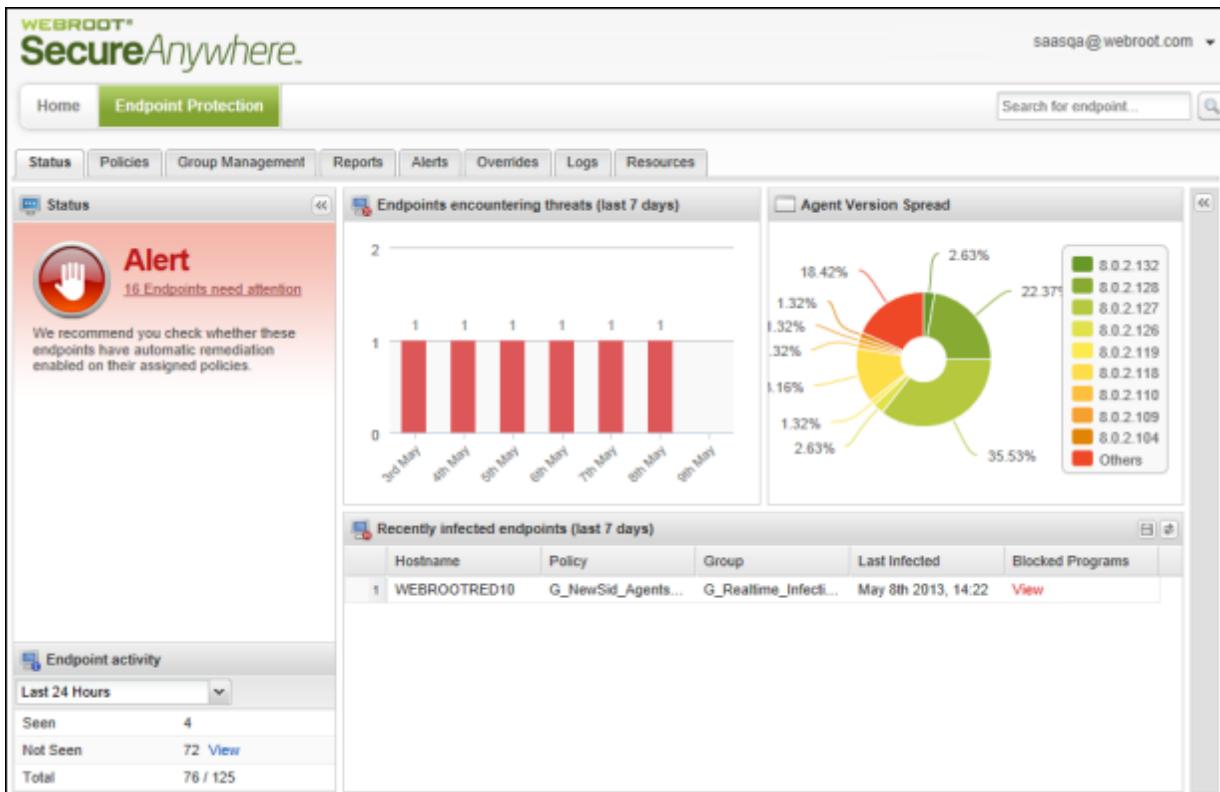 WEBROOT®
SecureAnywhere™
saasqa@webroot.com
Home
Endpoint Protection
Search for endpoint...
Status
Policies
Group Management
Reports
Alerts
Overrides
Logs
Resources
Status
Alert
16 Endpoints need attention
We recommend you check whether these
endpoints have automatic remediation
enabled on their assigned policies.
Endpoint activity
Last 24 Hours
Seen 4
Not Seen 72 View
Total 76 / 125
Endpoints encountering threats (last 7 days)
2
1 1 1 1 1 1
1
0
3rd May 4th May 5th May 6th May 7th May 8th May 9th May
Agent Version Spread
2.63%
18.42%
22.37
1.32%
1.32%
.32%
.16%
1.32%
2.63%
35.53%
8.0.2.132
8.0.2.128
8.0.2.127
8.0.2.126
8.0.2.119
8.0.2.118
8.0.2.110
8.0.2.109
8.0.2.104
Others
Recently infected endpoints (last 7 days)
Hostname Policy Group Last Infected Blocked Programs
1 WEBROOTRED10 G_NewSid_Agents... G_Realtime_Infecti... May 8th 2013, 14:22 View